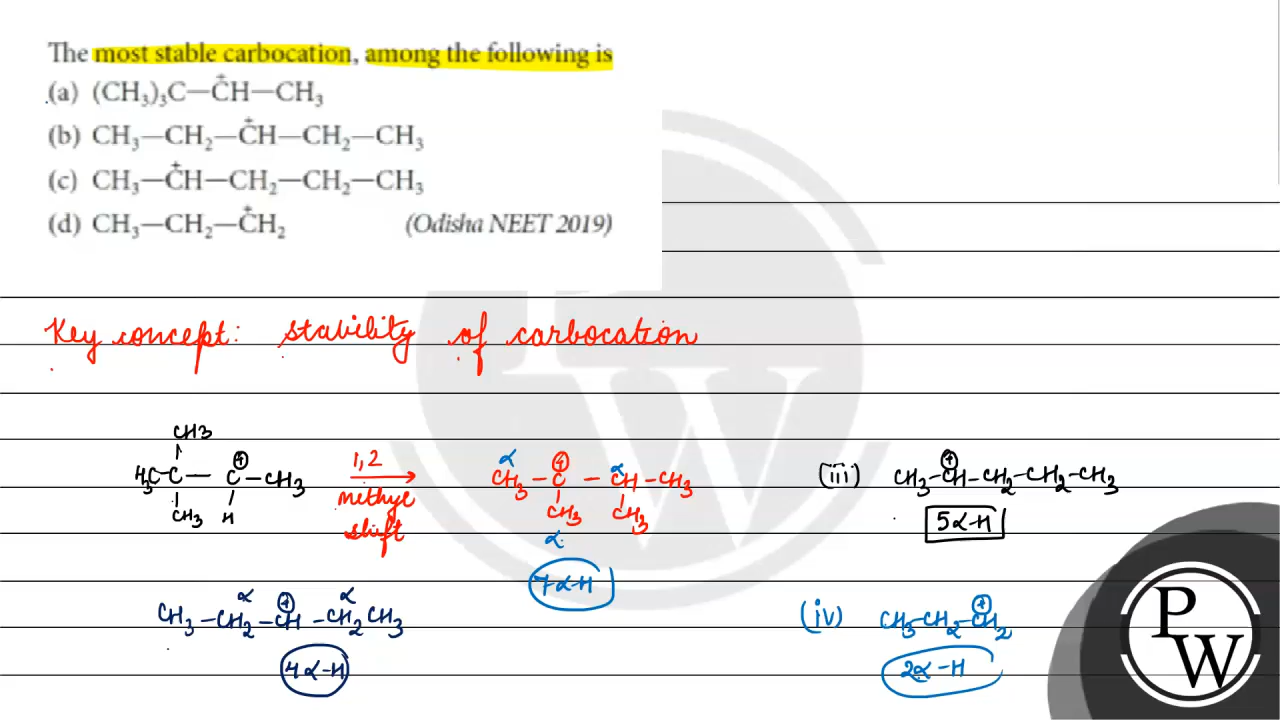 The most stable carbocation, among the following is
(a) (CH₃)₃C—C⁺H—CH₃
(b) CH₃—CH₂—C⁺H—CH₂—CH₃
(c) CH₃—C⁺H—CH₂—CH₂—CH₃
(d) CH₃—CH₂—C⁺H₂ (Odisha NEET 2019)
Key concept: stability of carbocation
CH3
H3C — C — C⊕ — CH3
CH3 H
1,2
methyl
shift
α ⊕ α
CH3 — C — CH — CH3
CH3 CH3
α
7α-H
(iii) CH3 — C⊕H — CH2 — CH2 — CH3
5α-H
α ⊕ α
CH3 — CH2 — CH — CH2 CH3
4α-H
(iv) CH3 — CH2 — C⊕H2
2α-H
P
W
PW